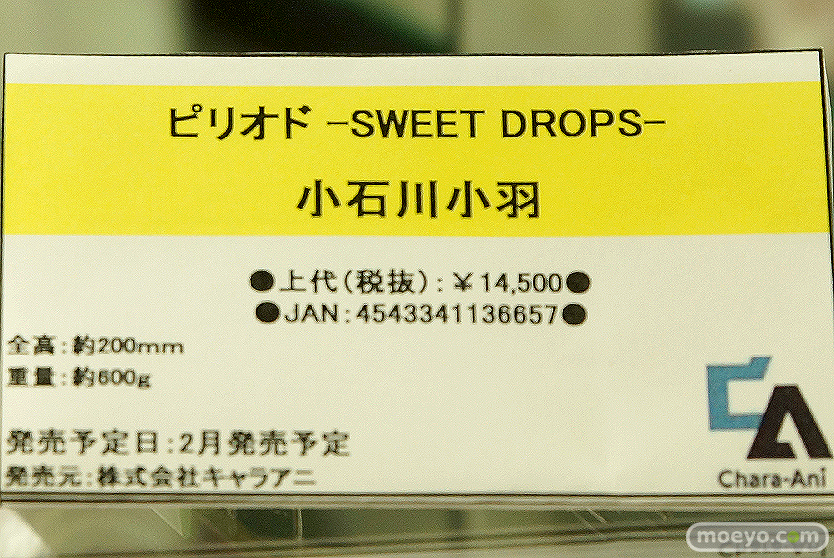 ピリオド -SWEET DROPS-
小石川小羽
●上代(税抜):¥14,500●
●JAN:4543341136657●
全高:約200mm
重量:約600g
発売予定日:2月発売予定
発売元:株式会社キャラアニ
CA
Chara-Ani
moeyo.com